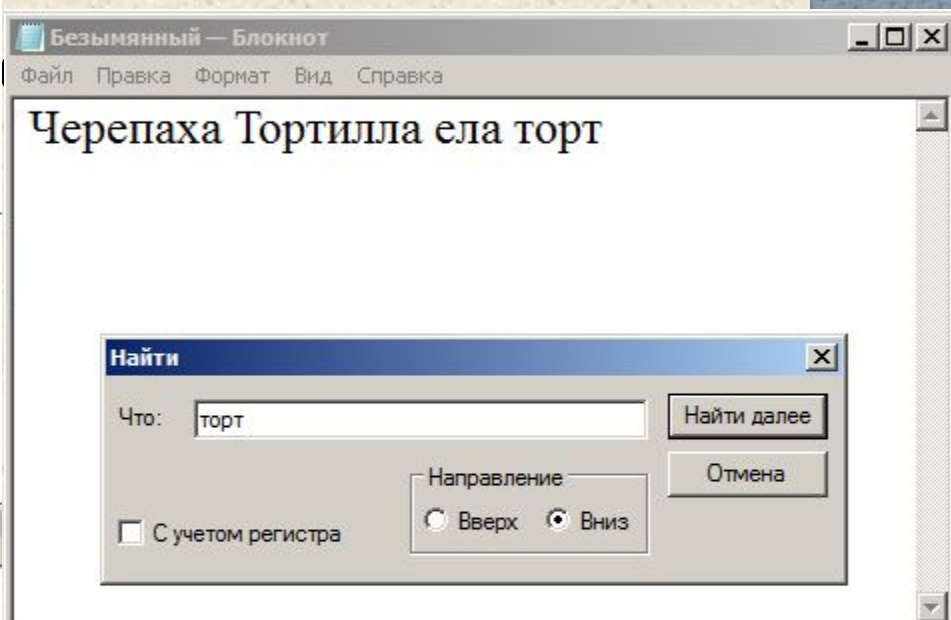 Безымянный — Блокнот
Файл Правка Формат Вид Справка
Черепаха Тортилла ела торт
Найти
Что: торт Найти далее
Направление Отмена
С учетом регистра Вверх Вниз